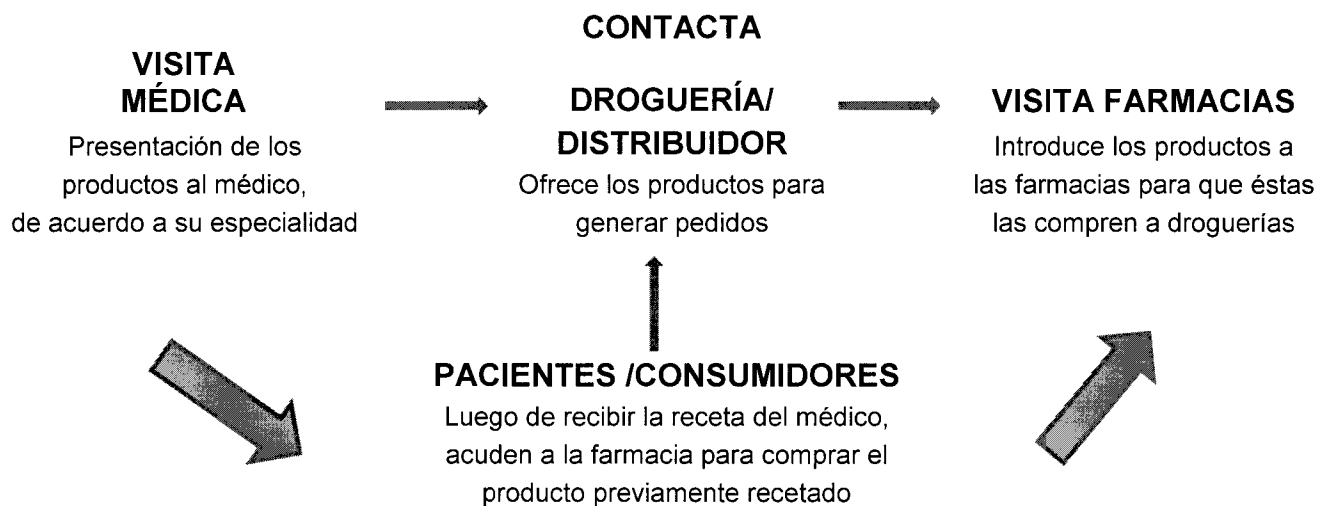 VISITA
MÉDICA
Presentación de los
productos al médico,
de acuerdo a su especialidad
CONTACTA
DROGUERÍA/
DISTRIBUIDOR
Ofrece los productos para
generar pedidos
VISITA FARMACIAS
Introduce los productos a
las farmacias para que éstas
las compren a droguerías
PACIENTES /CONSUMIDORES
Luego de recibir la receta del médico,
acuden a la farmacia para comprar el
producto previamente recetado